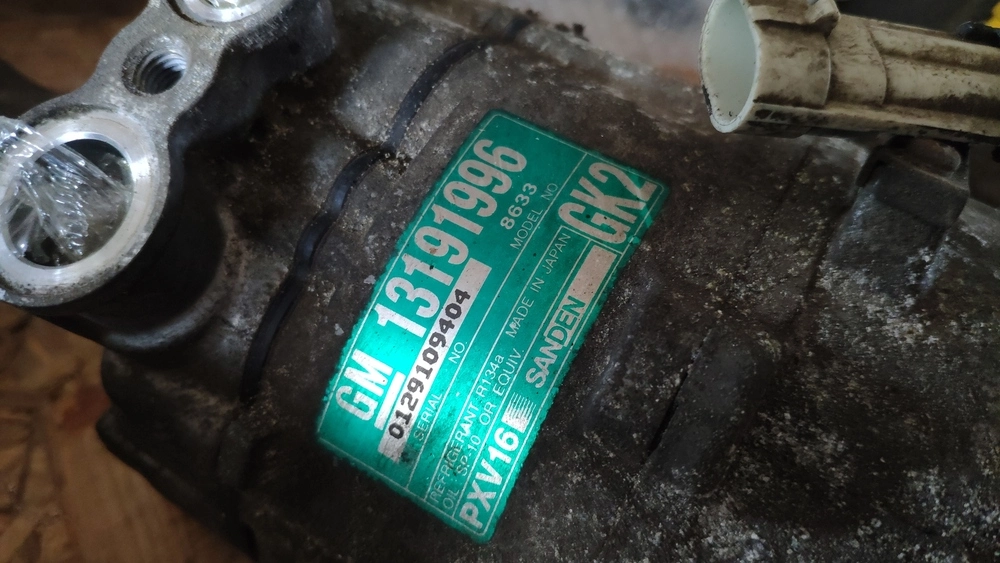 GM 13191996
0129109404
SERIAL NO.
8633
MODEL NO
GK2
REFRIGERANT R134a
OIL SP-10 OR EQUIV.
MADE IN JAPAN
PXV16
SANDEN